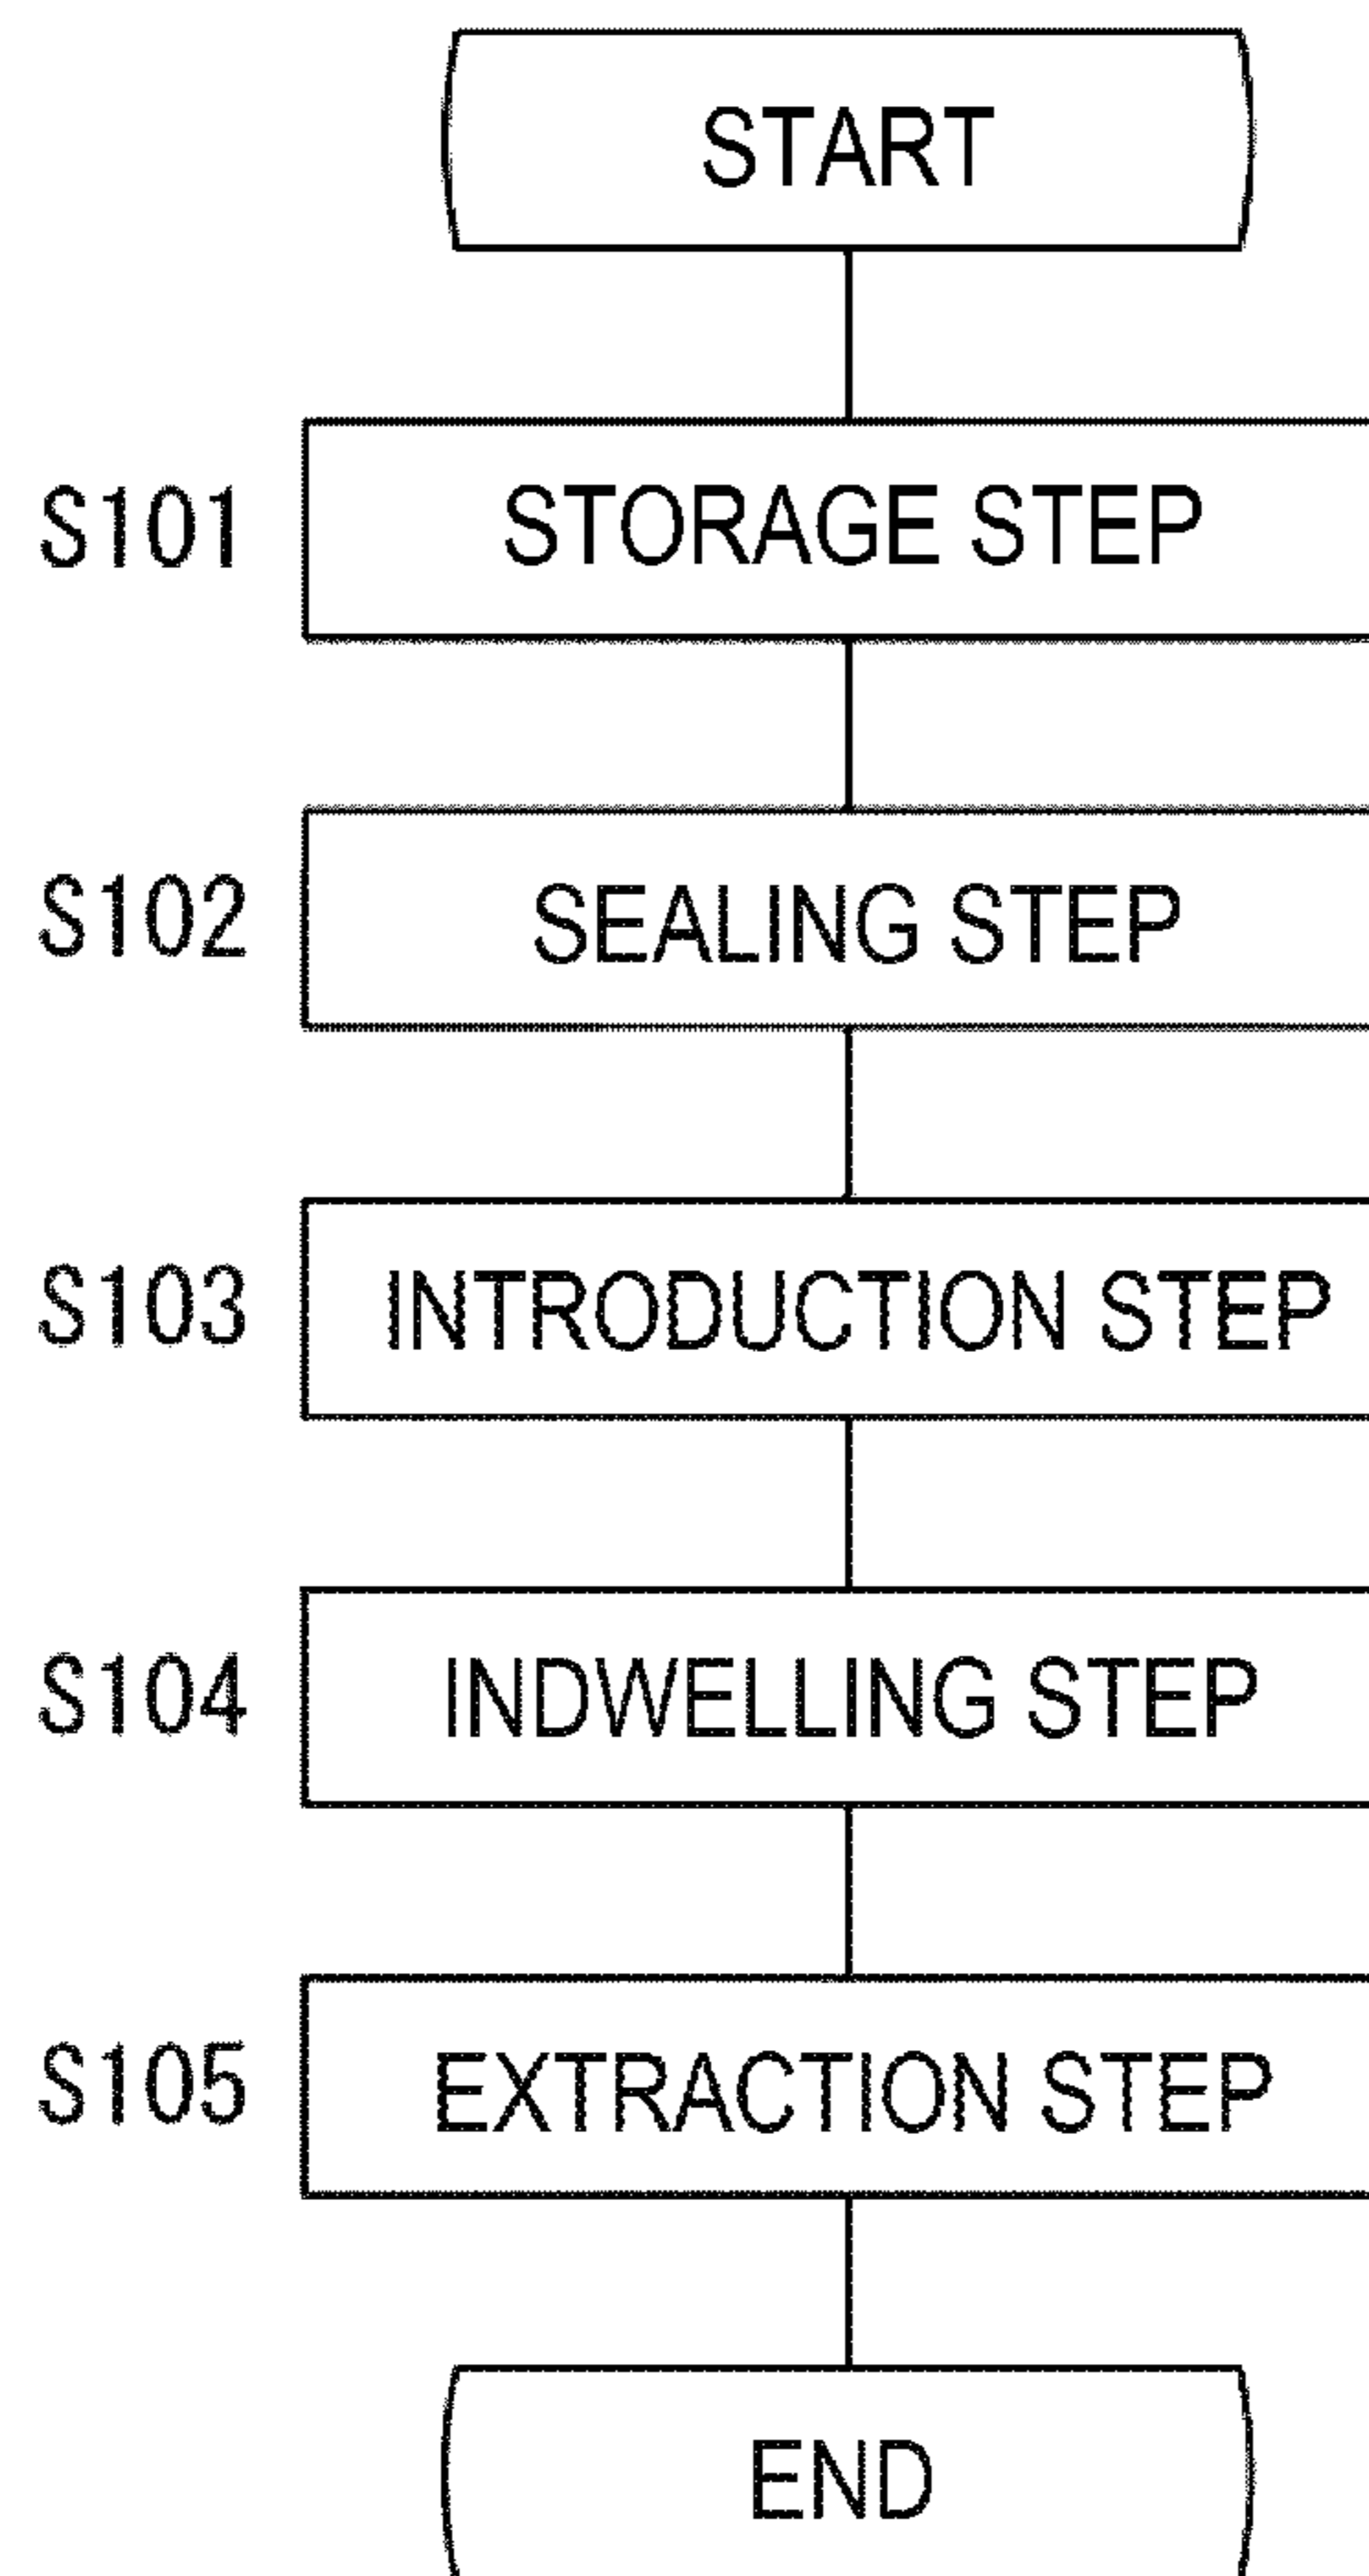 START
S101 STORAGE STEP
S102 SEALING STEP
S103 INTRODUCTION STEP
S104 INDWELLING STEP
S105 EXTRACTION STEP
END